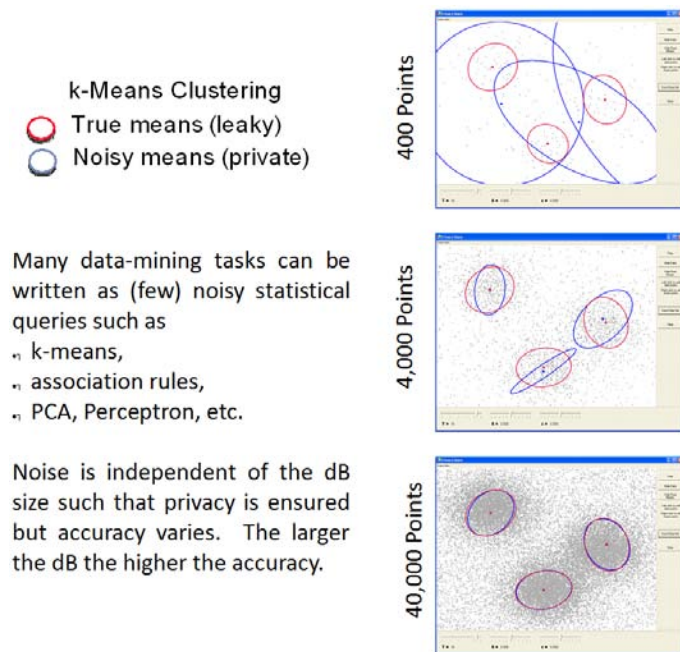 k-Means Clustering
True means (leaky)
Noisy means (private)
Many data-mining tasks can be
written as (few) noisy statistical
queries such as
k-means,
association rules,
PCA, Perceptron, etc.
Noise is independent of the dB
size such that privacy is ensured
but accuracy varies. The larger
the dB the higher the accuracy.
400 Points
4,000 Points
40,000 Points